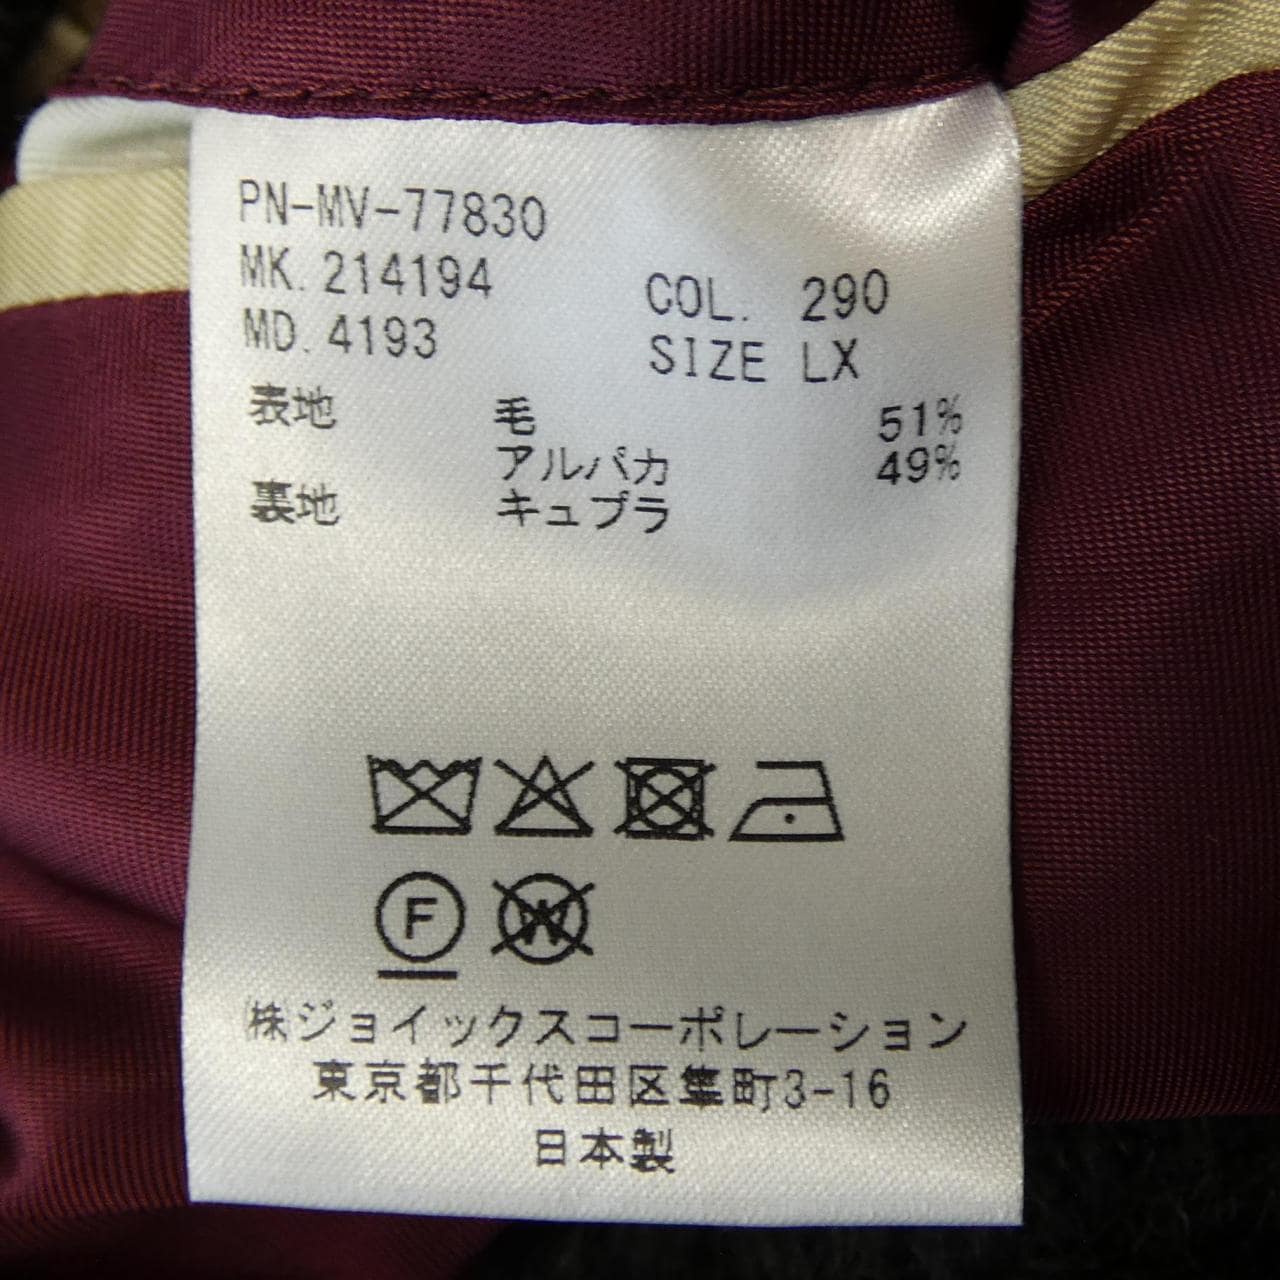 PN-MV-77830
MK.214194 COL. 290
MD.4193 SIZE LX
表地 毛 51%
アルパカ 49%
裏地 キュプラ
F
W
㈱ジョイックスコーポレーション
東京都千代田区隼町3-16
日本製